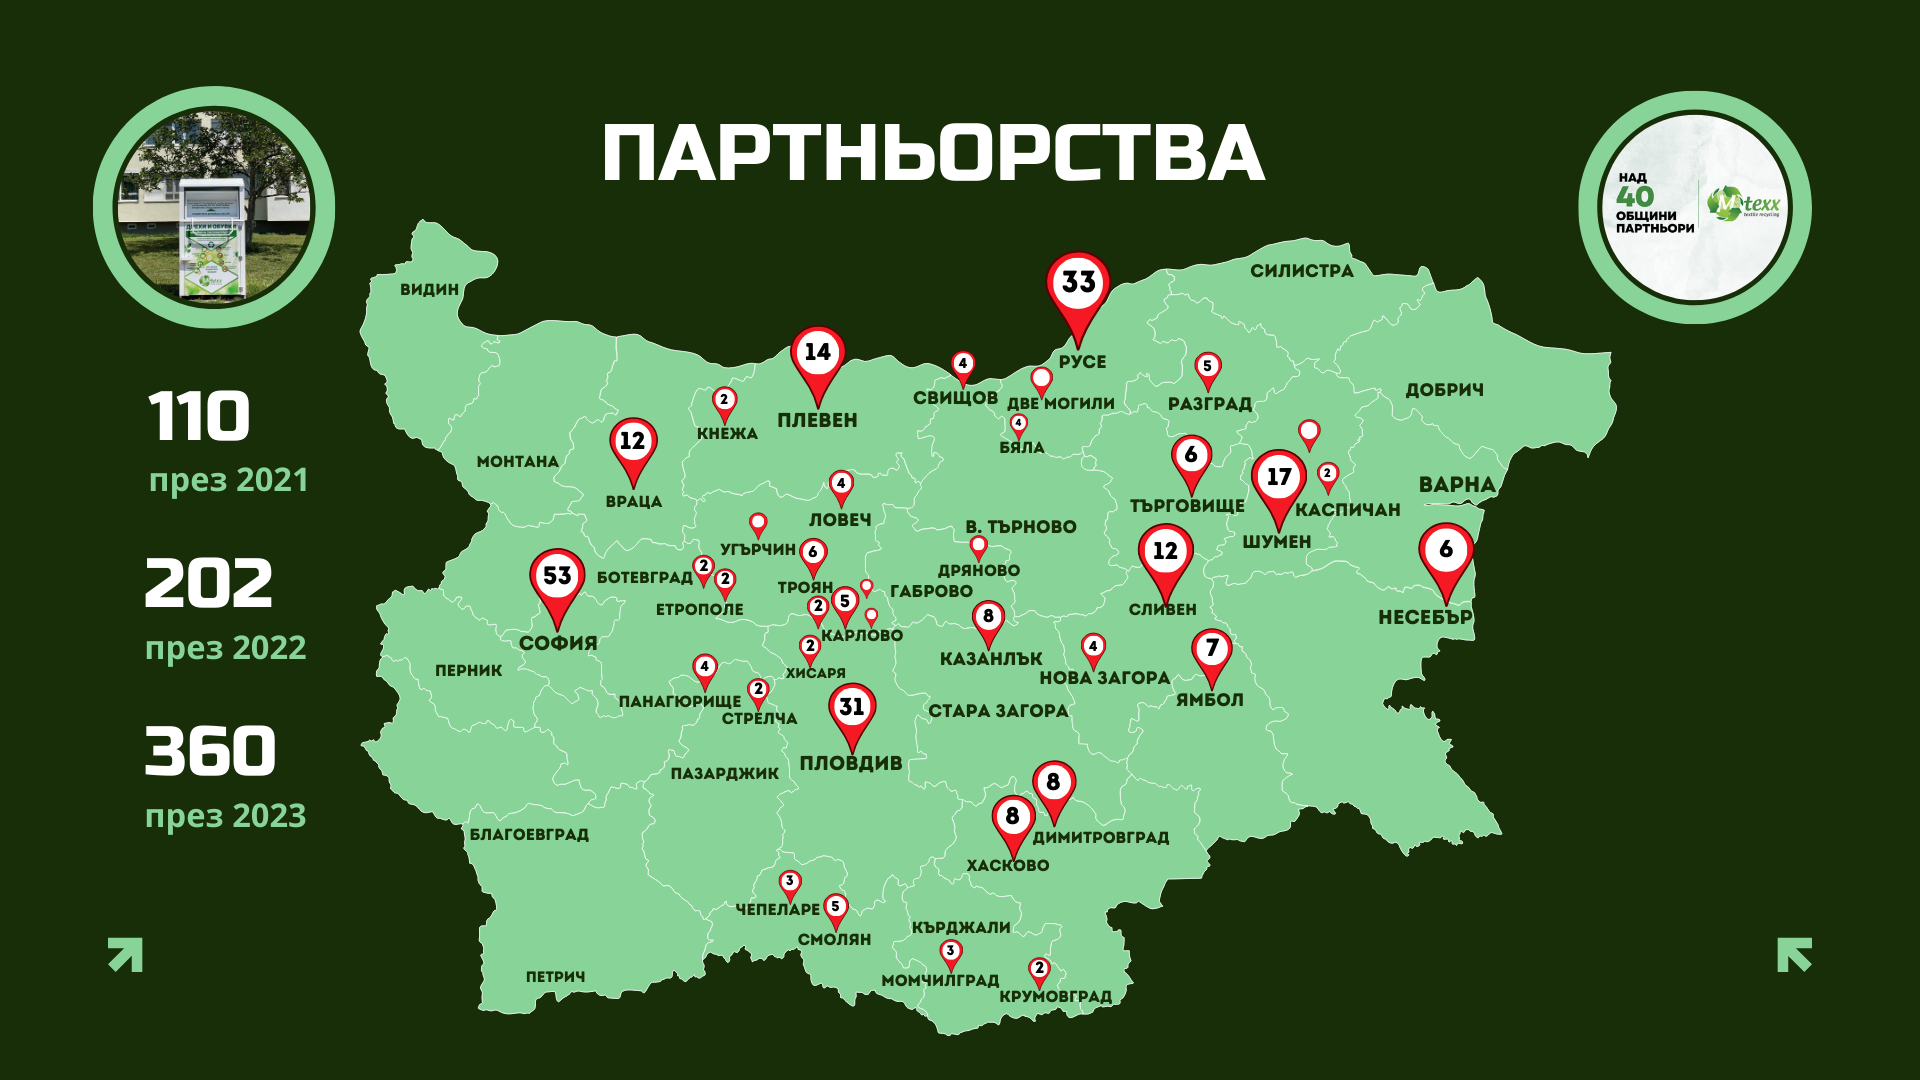 ПАРТНЬОРСТВА
НАД
40
ОБЩИНИ
ПАРТНЬОРИ
Mtexx
textile recycling
ДРЕХИ И ОБУВКИ
110
през 2021
202
през 2022
360
през 2023
ВИДИН
СИЛИСТРА
33
РУСЕ
14
ПЛЕВЕН
4
СВИЩОВ
ДВЕ МОГИЛИ
5
РАЗГРАД
ДОБРИЧ
2
КНЕЖА
4
БЯЛА
12
ВРАЦА
МОНТАНА
6
ТЪРГОВИЩЕ
17
ШУМЕН
2
КАСПИЧАН
ВАРНА
4
ЛОВЕЧ
В. ТЪРНОВО
УГЪРЧИН
6
ТРОЯН
ДРЯНОВО
12
СЛИВЕН
6
НЕСЕБЪР
53
СОФИЯ
БОТЕВГРАД
2
2
ЕТРОПОЛЕ
ГАБРОВО
2
5
КАРЛОВО
8
КАЗАНЛЪК
4
НОВА ЗАГОРА
7
ЯМБОЛ
ПЕРНИК
2
ХИСАРЯ
4
ПАНАГЮРИЩЕ
2
СТРЕЛЧА
31
ПЛОВДИВ
СТАРА ЗАГОРА
ПАЗАРДЖИК
8
ДИМИТРОВГРАД
8
ХАСКОВО
БЛАГОЕВГРАД
3
ЧЕПЕЛАРЕ
5
СМОЛЯН
КЪРДЖАЛИ
3
МОМЧИЛГРАД
2
КРУМОВГРАД
ПЕТРИЧ